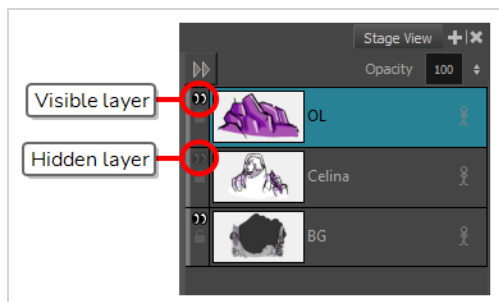 Stage View
Opacity 100
Visible layer
OL
Hidden layer
Celina
BG